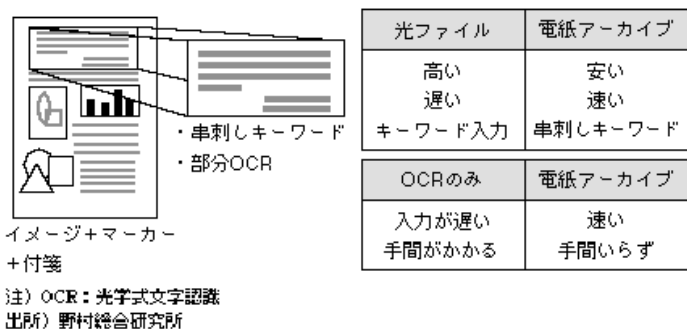 ・串刺しキーワード
・部分OCR
イメージ+マーカー
+付箋
光ファイル 電紙アーカイブ
高い 安い
遅い 速い
キーワード入力 串刺しキーワード
OCRのみ 電紙アーカイブ
入力が遅い 速い
手間がかかる 手間いらず
注) OCR:光学式文字認識
出所) 野村総合研究所